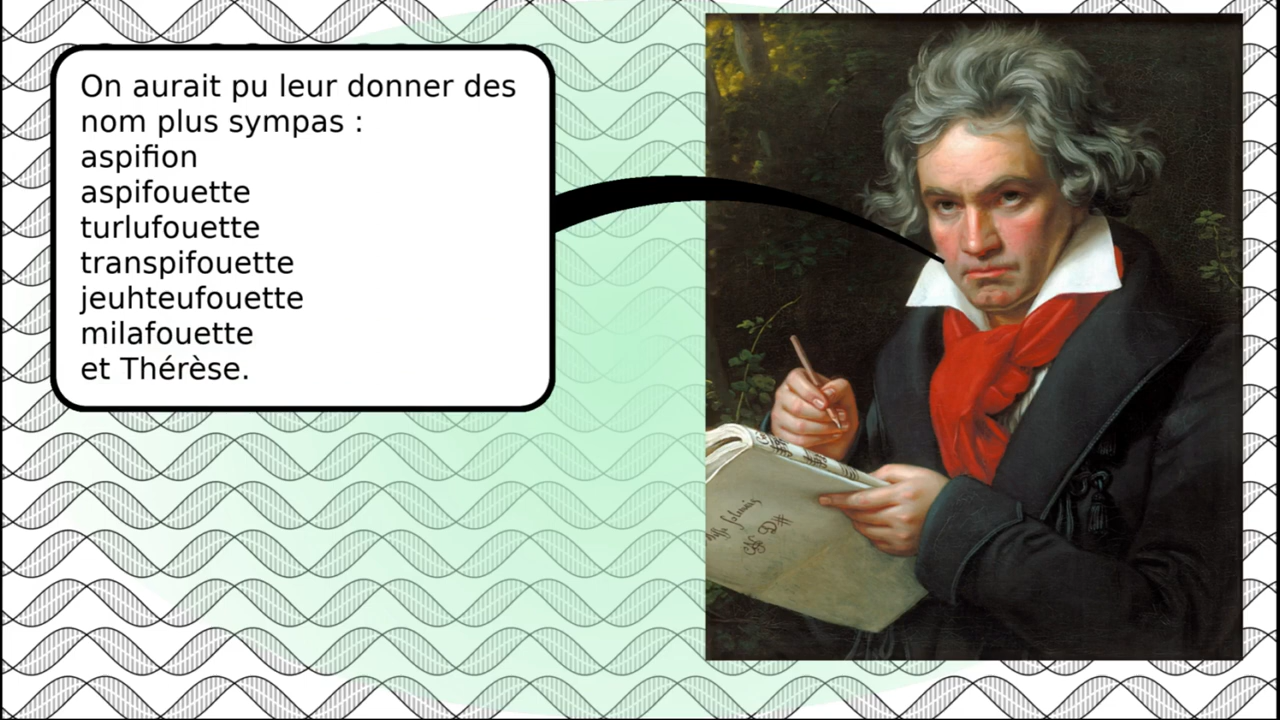 On aurait pu leur donner des
nom plus sympas :
aspifion
aspifouette
turlufouette
transpifouette
jeuhteufouette
milafouette
et Thérèse.